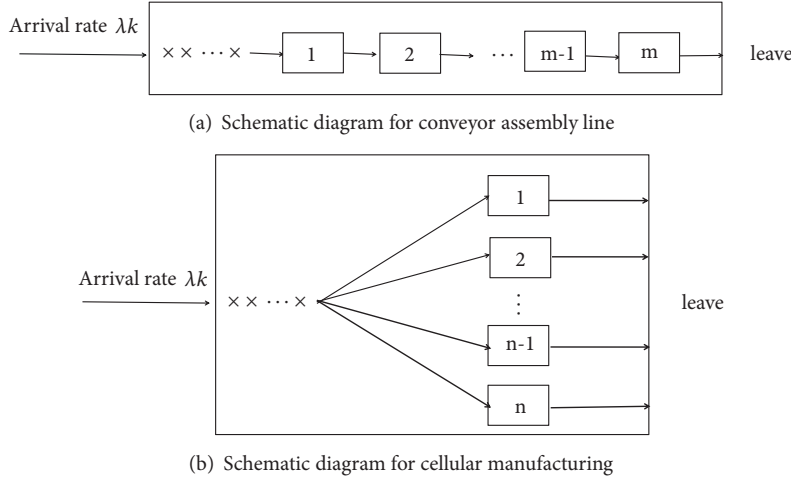 Arrival rate λk
×× ⋯ × 1 2 ⋯ m-1 m leave
(a) Schematic diagram for conveyor assembly line
1
2
Arrival rate λk
×× ⋯ × ⋮ leave
n-1
n
(b) Schematic diagram for cellular manufacturing